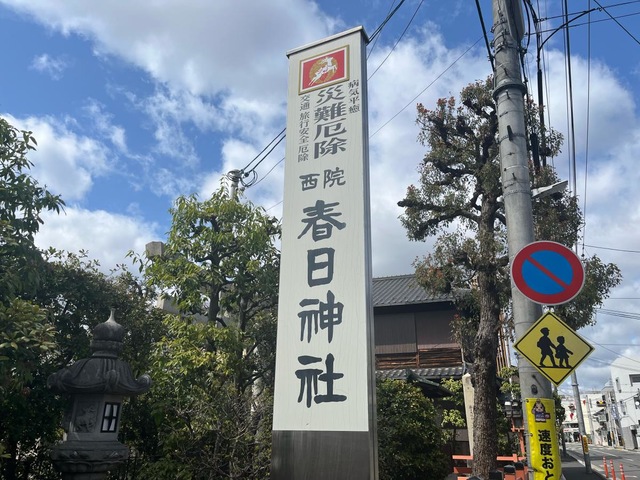 病気平癒
災難厄除
交通 旅行安全 厄除
西院
春日神社
速度おと